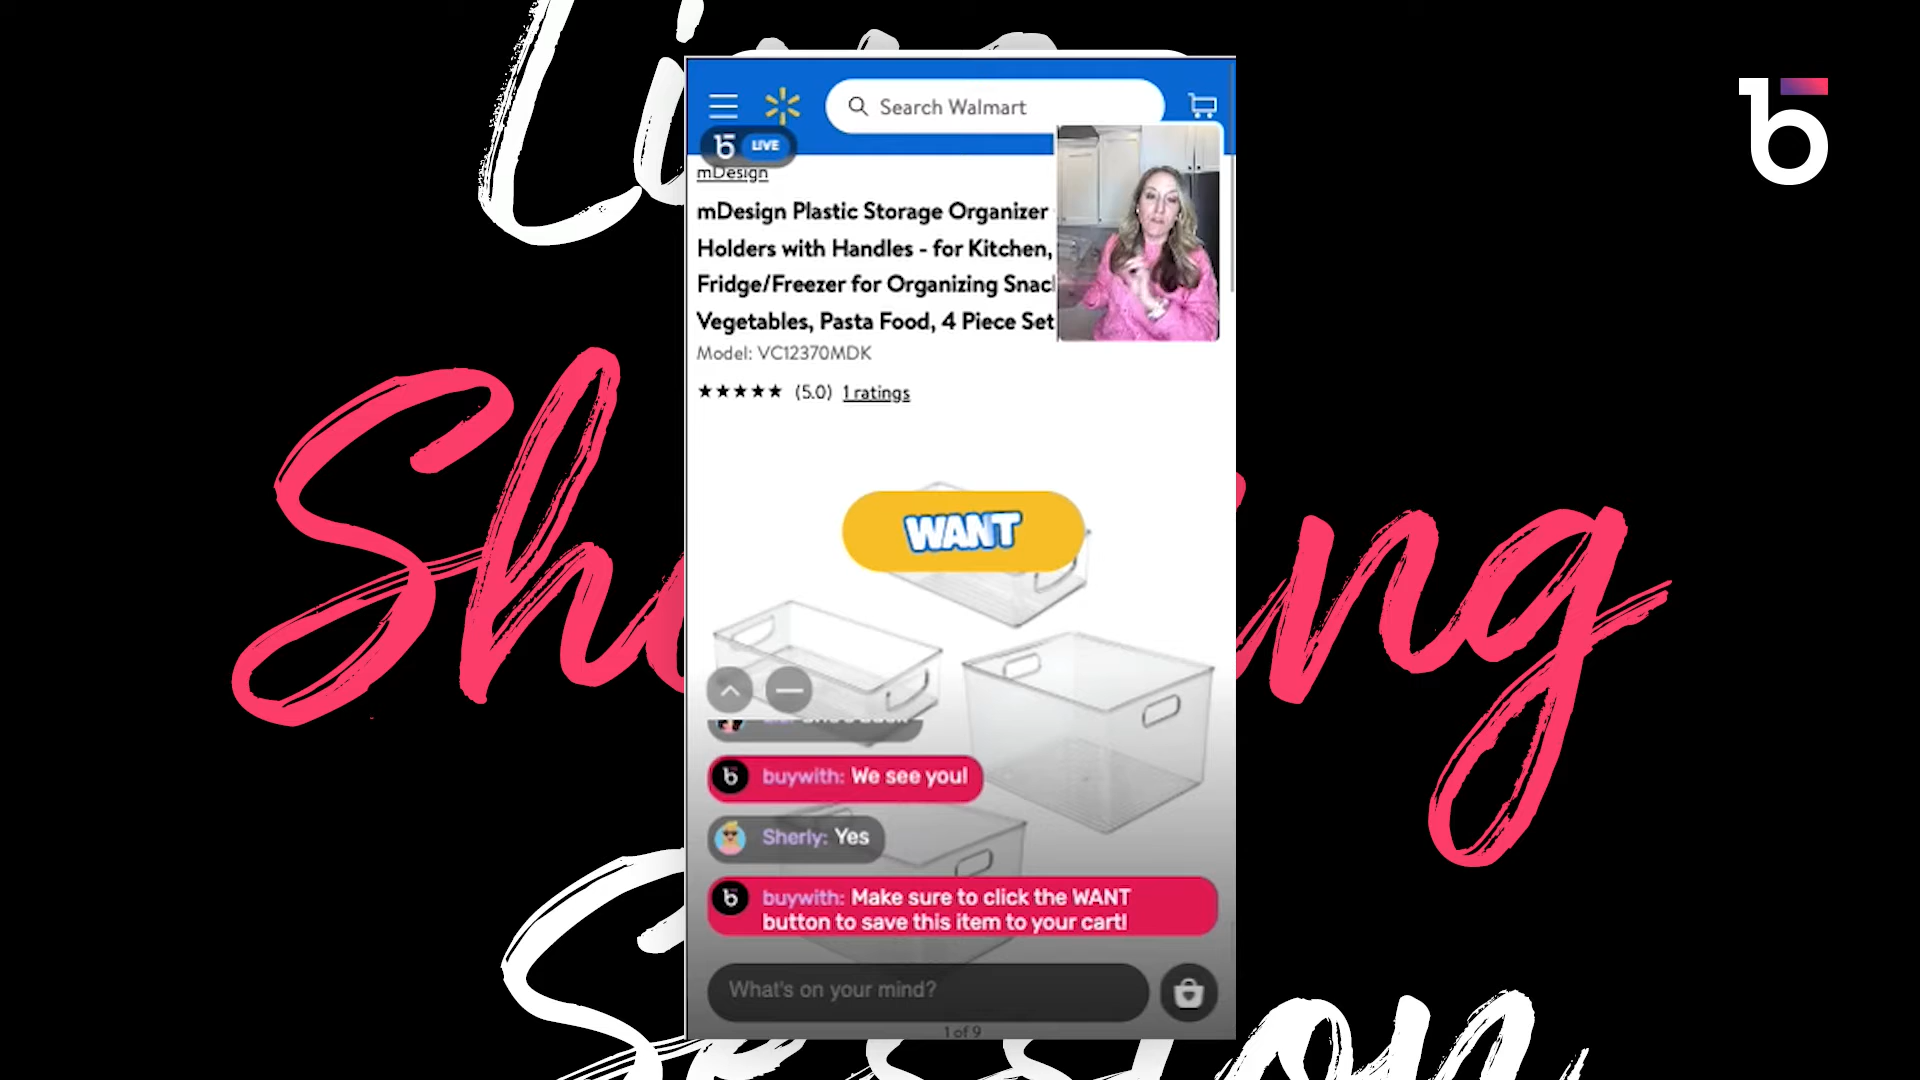 Search Walmart
LIVE
mDesign
mDesign Plastic Storage Organizer
Holders with Handles - for Kitchen,
Fridge/Freezer for Organizing Snac
Vegetables, Pasta Food, 4 Piece Set
Model: VC12370MDK
★★★★★ (5.0) 1 ratings
WANT
buywith: We see you!
Sherly: Yes
buywith: Make sure to click the WANT
button to save this item to your cart!
What's on your mind?
1 of 9
Session